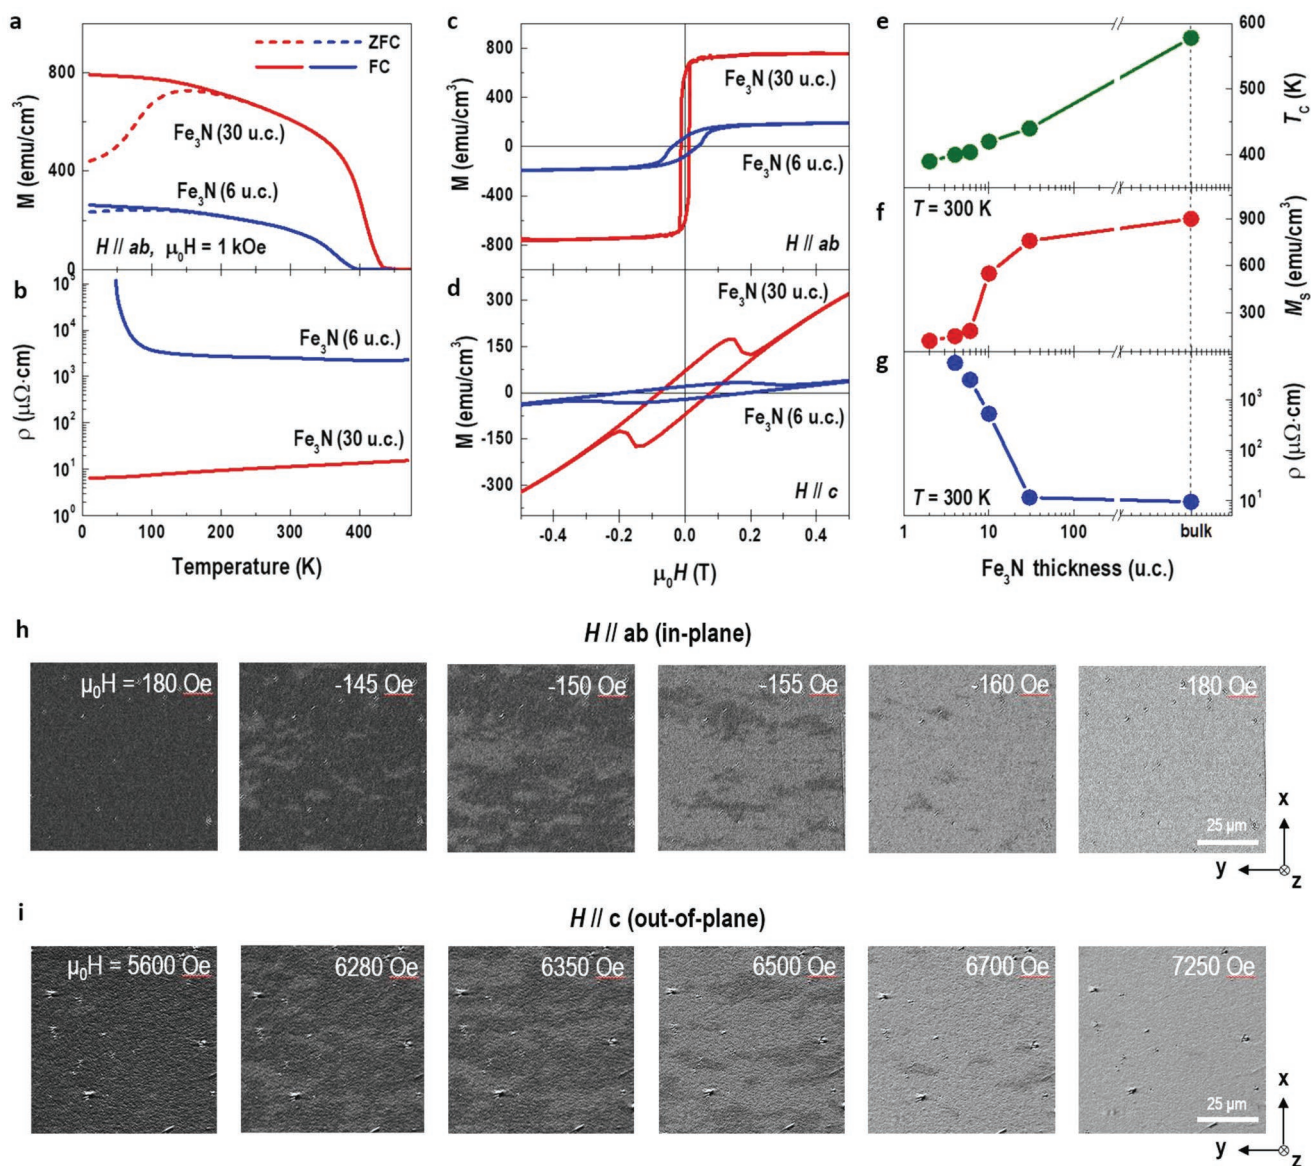 a
800
400
0
M (emu/cm³)
ZFC
FC
Fe₃N (30 u.c.)
Fe₃N (6 u.c.)
H // ab, μ₀H = 1 kOe
b
10⁵
10⁴
10³
10²
10¹
10⁰
ρ (μΩ·cm)
Fe₃N (6 u.c.)
Fe₃N (30 u.c.)
0 100 200 300 400
Temperature (K)
c
800
400
0
-400
-800
M (emu/cm³)
Fe₃N (30 u.c.)
Fe₃N (6 u.c.)
H // ab
d
300
150
0
-150
-300
M (emu/cm³)
Fe₃N (30 u.c.)
Fe₃N (6 u.c.)
H // c
-0.4 -0.2 0.0 0.2 0.4
μ₀H (T)
e
600
500
400
T_C (K)
f
T = 300 K
900
600
300
M_S (emu/cm³)
g
T = 300 K
10³
10²
10¹
ρ (μΩ·cm)
1 10 100 bulk
Fe₃N thickness (u.c.)
h
H // ab (in-plane)
μ₀H = 180 Oe
-145 Oe
-150 Oe
-155 Oe
-160 Oe
-180 Oe
25 μm
x
y
z
i
H // c (out-of-plane)
μ₀H = 5600 Oe
6280 Oe
6350 Oe
6500 Oe
6700 Oe
7250 Oe
25 μm
x
y
z